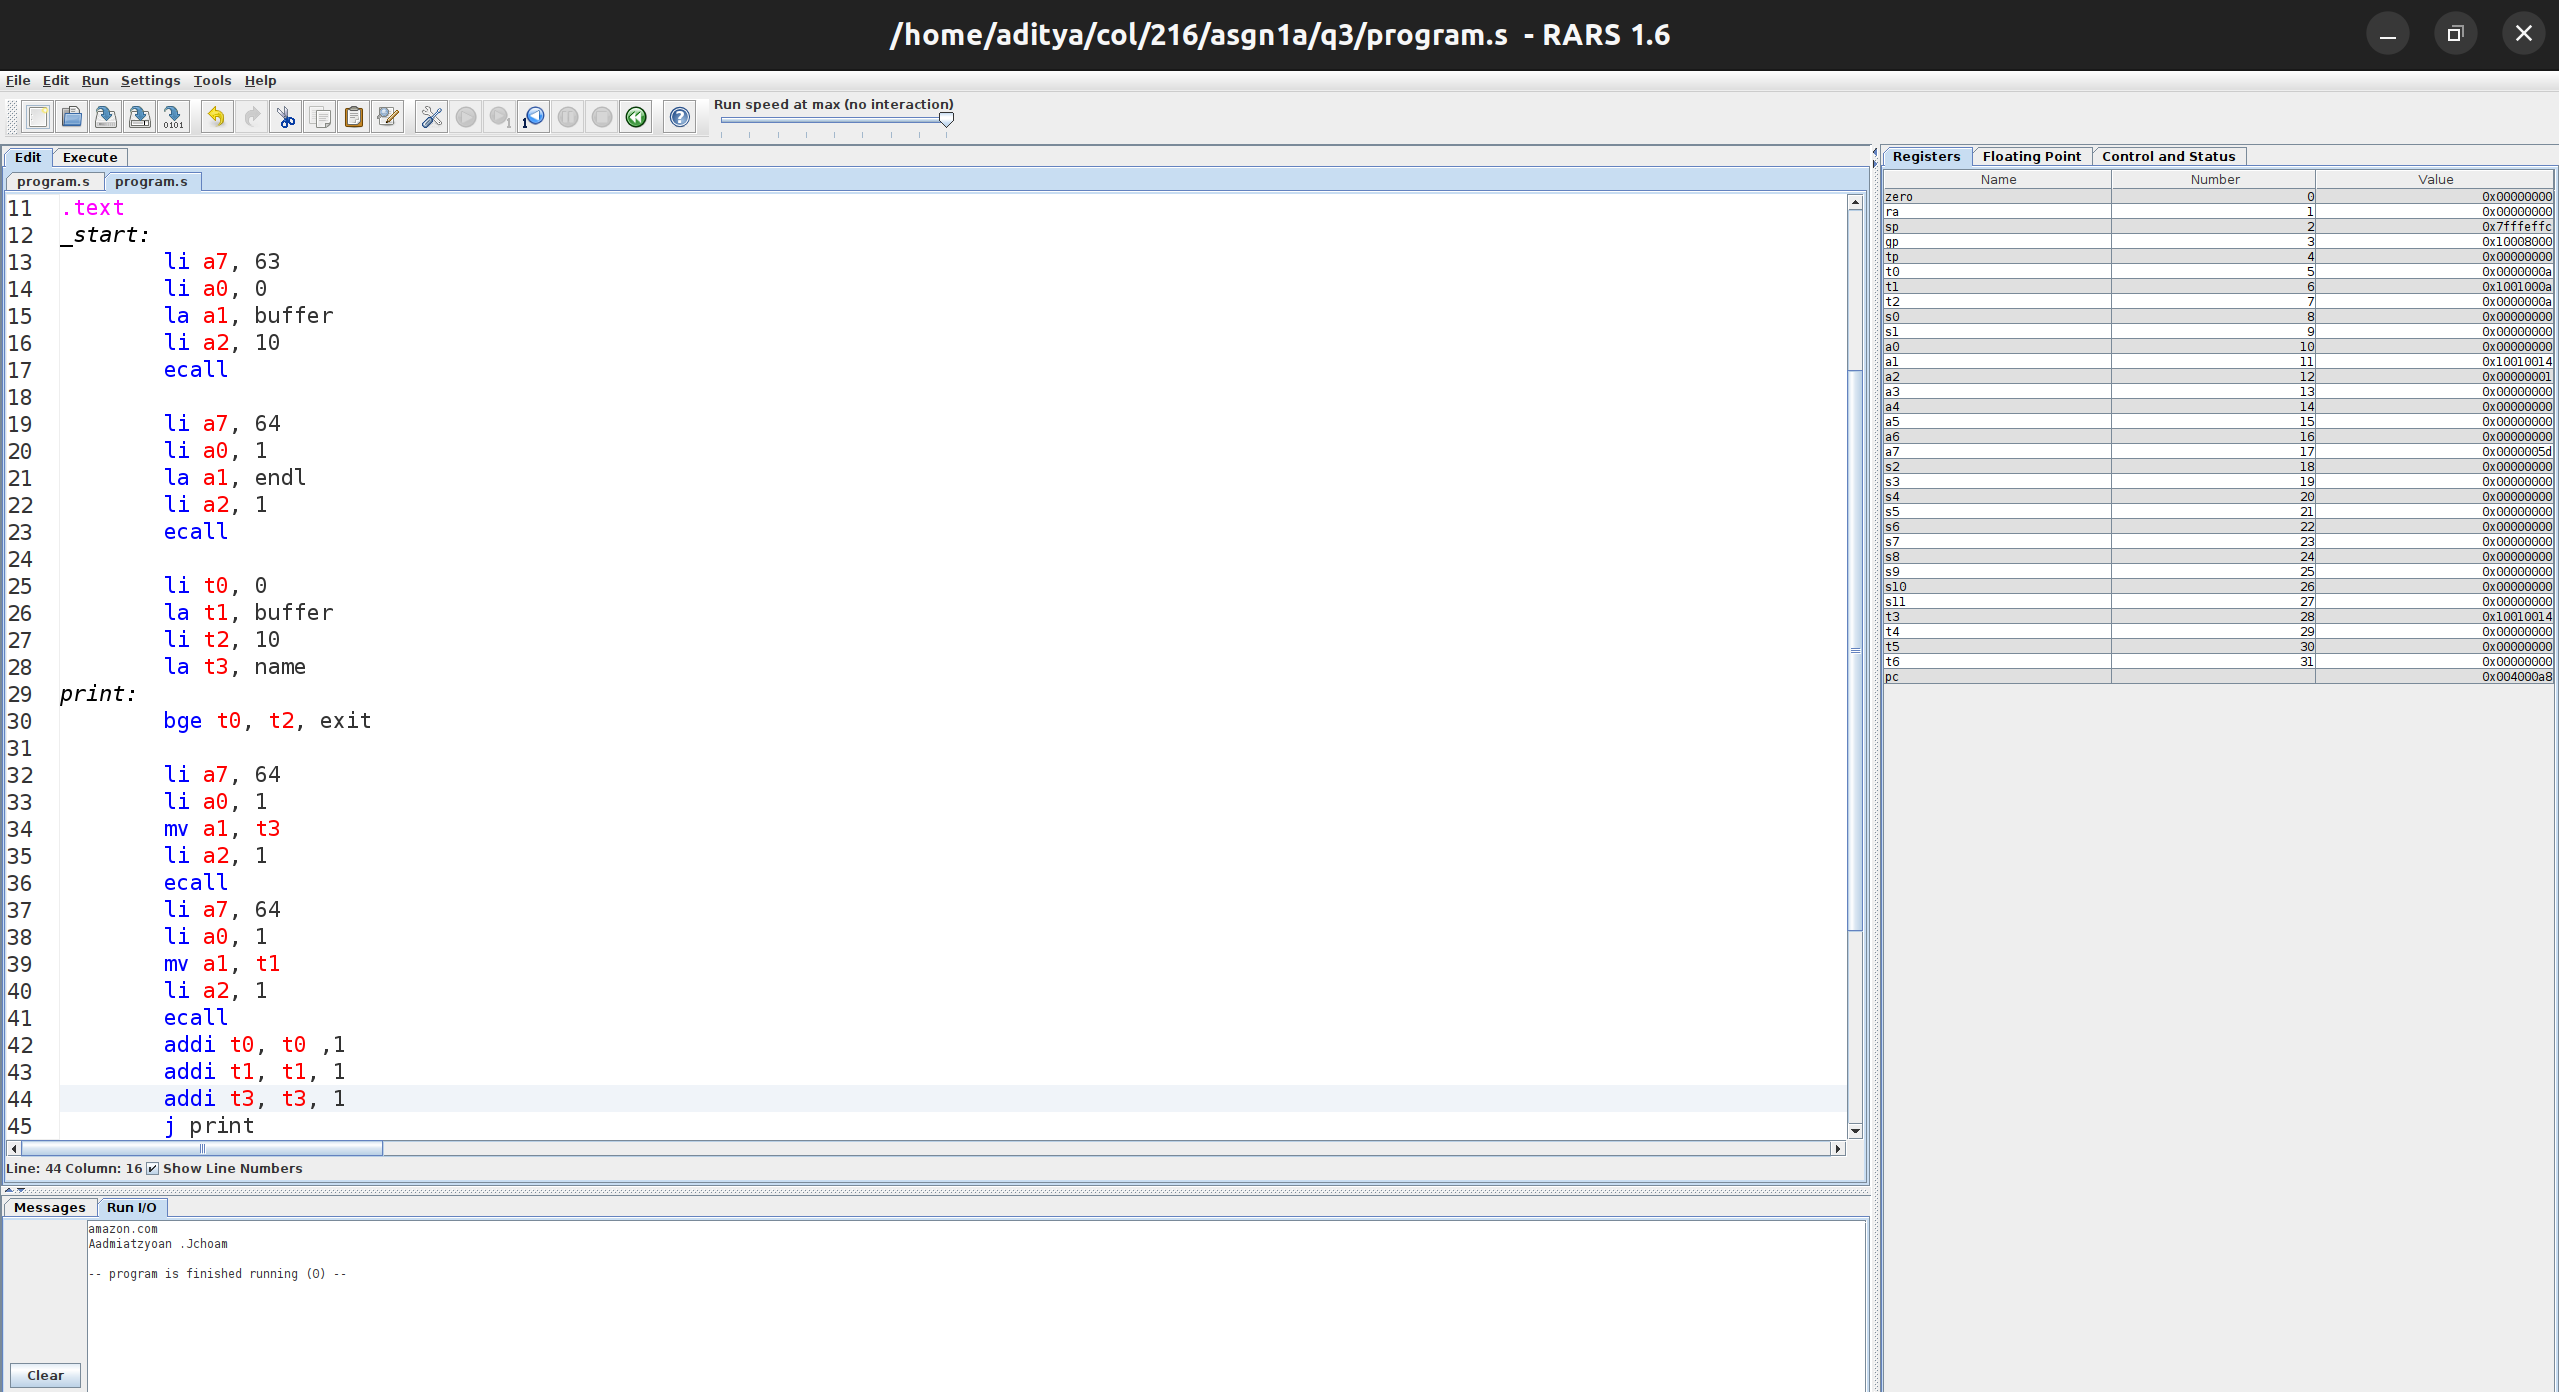 /home/aditya/col/216/asgn1a/q3/program.s - RARS 1.6
File Edit Run Settings Tools Help
Run speed at max (no interaction)
Edit Execute
program.s program.s
11 .text
12 _start:
13 li a7, 63
14 li a0, 0
15 la a1, buffer
16 li a2, 10
17 ecall
18
19 li a7, 64
20 li a0, 1
21 la a1, endl
22 li a2, 1
23 ecall
24
25 li t0, 0
26 la t1, buffer
27 li t2, 10
28 la t3, name
29 print:
30 bge t0, t2, exit
31
32 li a7, 64
33 li a0, 1
34 mv a1, t3
35 li a2, 1
36 ecall
37 li a7, 64
38 li a0, 1
39 mv a1, t1
40 li a2, 1
41 ecall
42 addi t0, t0 ,1
43 addi t1, t1, 1
44 addi t3, t3, 1
45 j print
Line: 44 Column: 16 Show Line Numbers
Messages Run I/O
amazon.com
Aadmiatzyoan .Jchoam
-- program is finished running (0) --
Clear
Registers Floating Point Control and Status
Name Number Value
zero 0 0x00000000
ra 1 0x00000000
sp 2 0x7fffeffc
gp 3 0x10008000
tp 4 0x00000000
t0 5 0x0000000a
t1 6 0x1001000a
t2 7 0x0000000a
s0 8 0x00000000
s1 9 0x00000000
a0 10 0x00000000
a1 11 0x10010014
a2 12 0x00000001
a3 13 0x00000000
a4 14 0x00000000
a5 15 0x00000000
a6 16 0x00000000
a7 17 0x0000005d
s2 18 0x00000000
s3 19 0x00000000
s4 20 0x00000000
s5 21 0x00000000
s6 22 0x00000000
s7 23 0x00000000
s8 24 0x00000000
s9 25 0x00000000
s10 26 0x00000000
s11 27 0x00000000
t3 28 0x10010014
t4 29 0x00000000
t5 30 0x00000000
t6 31 0x00000000
pc 0x004000a8